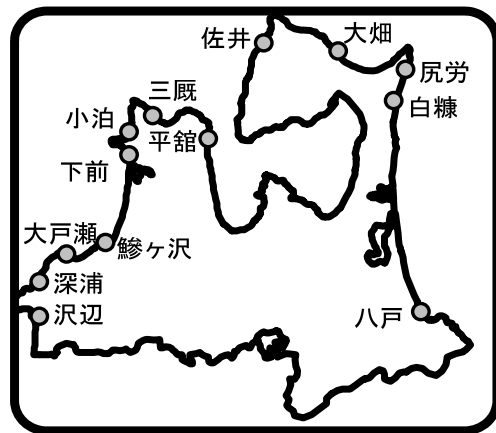 佐井
大畑
尻労
白糠
三厩
小泊
平舘
下前
大戸瀬
鰺ヶ沢
深浦
沢辺
八戸